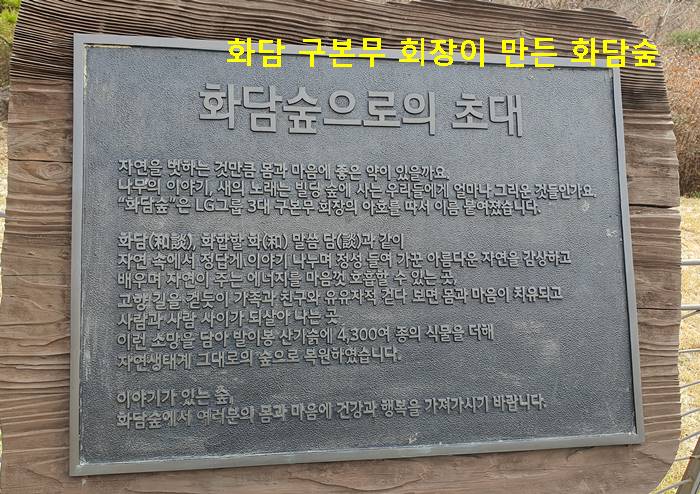 화담 구본무 회장이 만든 화담숲
화담숲으로의 초대
자연을 벗하는 것만큼 몸과 마음에 좋은 약이 있을까요.
나무의 이야기, 새의 노래는 빌딩 숲에 사는 우리들에게 얼마나 그리운 것들인가요.
“화담숲”은 LG그룹 3대 구본무 회장의 아호를 따서 이름 붙여졌습니다.
화담(和談), 화합할 화(和) 말씀 담(談)과 같이
자연 속에서 정답게 이야기 나누며 정성 들여 가꾼 아름다운 자연을 감상하고
배우며 자연이 주는 에너지를 마음껏 호흡할 수 있는 곳,
고향 길을 걷듯이 가족과 친구와 유유자적 걷다 보면 몸과 마음이 치유되고
사람과 사람 사이가 되살아 나는 곳
이런 소망을 담아 발이봉 산기슭에 4,300여 종의 식물을 더해
자연생태계 그대로의 숲으로 복원하였습니다.
이야기가 있는 숲,
화담숲에서 여러분의 몸과 마음에 건강과 행복을 가져가시기 바랍니다.